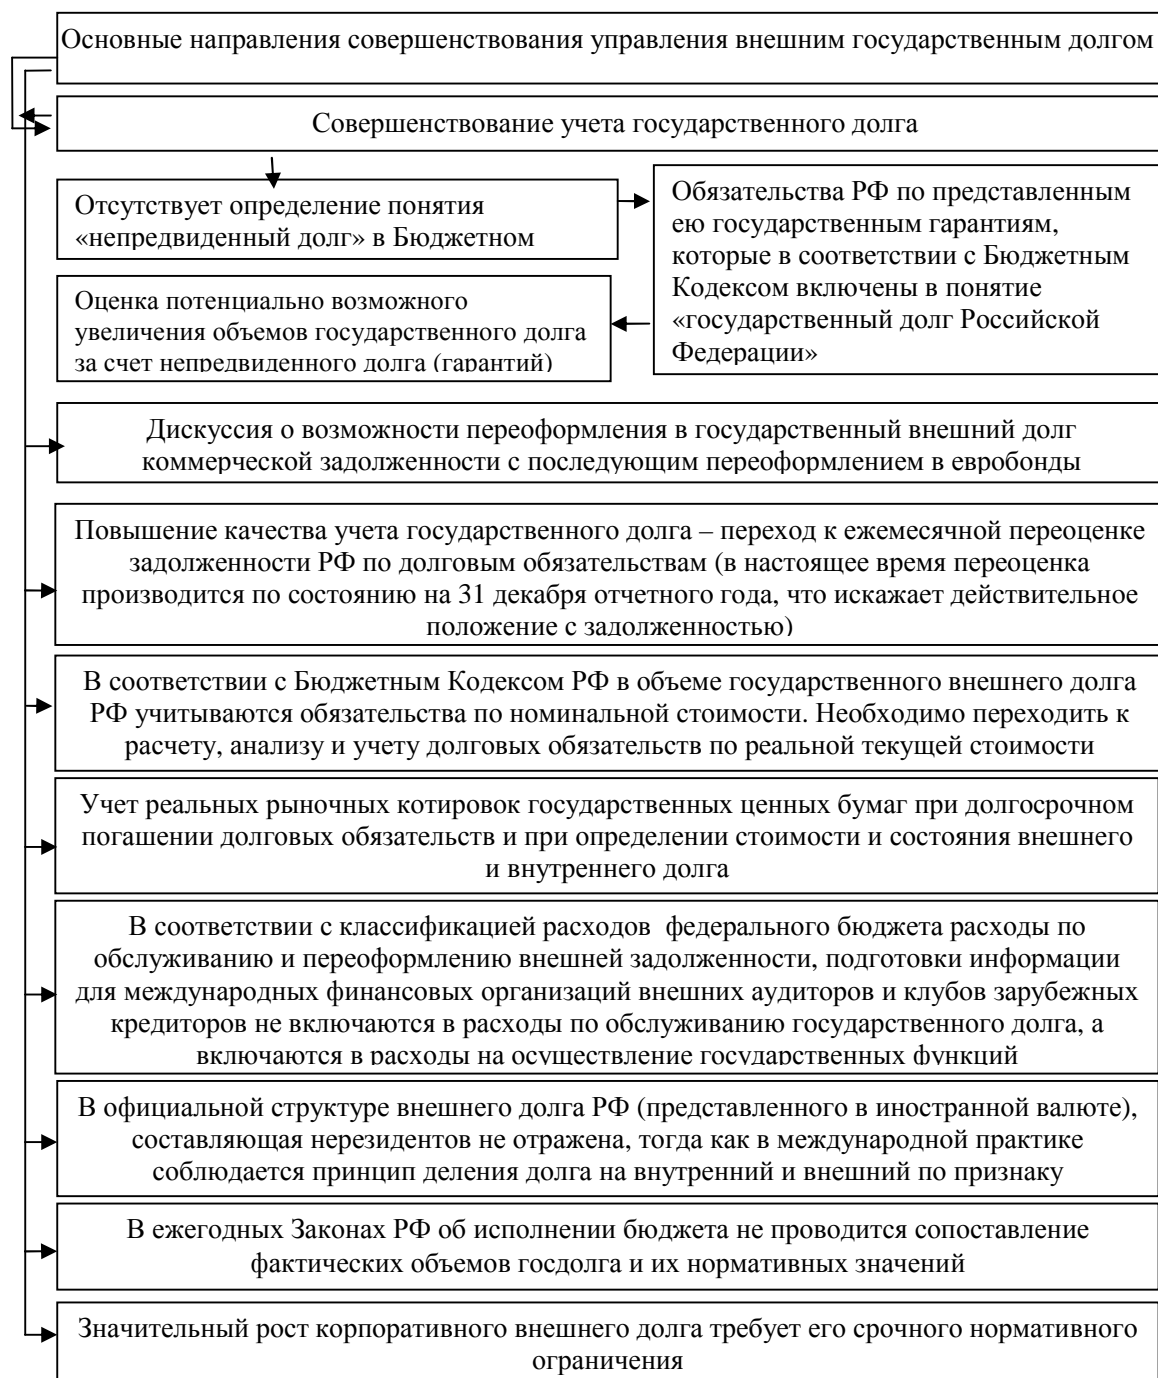 Основные направления совершенствования управления внешним государственным долгом
Совершенствование учета государственного долга
Отсутствует определение понятия
«непредвиденный долг» в Бюджетном
Обязательства РФ по представленным
ею государственным гарантиям,
которые в соответствии с Бюджетным
Кодексом включены в понятие
«государственный долг Российской
Федерации»
Оценка потенциально возможного
увеличения объемов государственного долга
за счет непредвиденного долга (гарантий)
Дискуссия о возможности переоформления в государственный внешний долг
коммерческой задолженности с последующим переоформлением в евробонды
Повышение качества учета государственного долга – переход к ежемесячной переоценке
задолженности РФ по долговым обязательствам (в настоящее время переоценка
производится по состоянию на 31 декабря отчетного года, что искажает действительное
положение с задолженностью)
В соответствии с Бюджетным Кодексом РФ в объеме государственного внешнего долга
РФ учитываются обязательства по номинальной стоимости. Необходимо переходить к
расчету, анализу и учету долговых обязательств по реальной текущей стоимости
Учет реальных рыночных котировок государственных ценных бумаг при долгосрочном
погашении долговых обязательств и при определении стоимости и состояния внешнего
и внутреннего долга
В соответствии с классификацией расходов федерального бюджета расходы по
обслуживанию и переоформлению внешней задолженности, подготовки информации
для международных финансовых организаций внешних аудиторов и клубов зарубежных
кредиторов не включаются в расходы по обслуживанию государственного долга, а
включаются в расходы на осуществление государственных функций
В официальной структуре внешнего долга РФ (представленного в иностранной валюте),
составляющая нерезидентов не отражена, тогда как в международной практике
соблюдается принцип деления долга на внутренний и внешний по признаку
В ежегодных Законах РФ об исполнении бюджета не проводится сопоставление
фактических объемов госдолга и их нормативных значений
Значительный рост корпоративного внешнего долга требует его срочного нормативного
ограничения